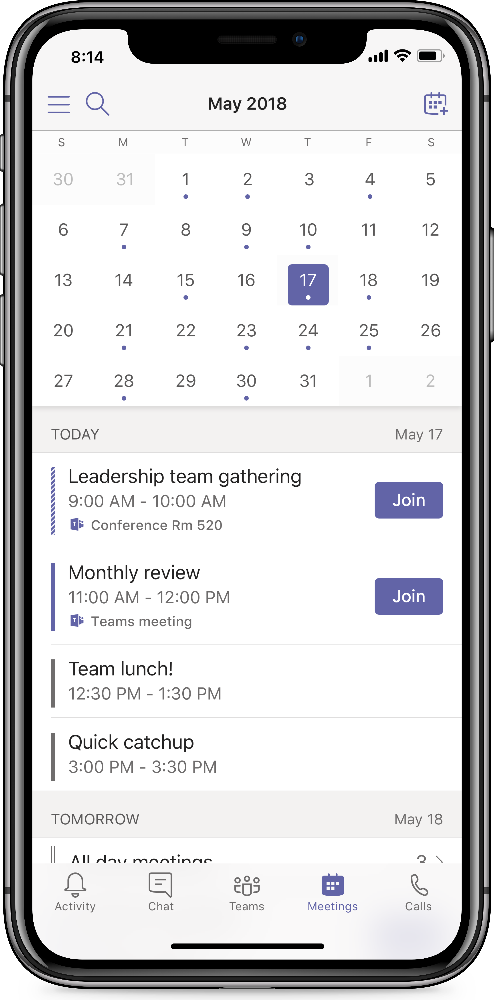 8:14
May 2018
S M T W T F S
30 31 1 2 3 4 5
6 7 8 9 10 11 12
13 14 15 16 17 18 19
20 21 22 23 24 25 26
27 28 29 30 31 1 2
TODAY May 17
Leadership team gathering
9:00 AM - 10:00 AM
Join
T Conference Rm 520
Monthly review
11:00 AM - 12:00 PM
Join
T Teams meeting
Team lunch!
12:30 PM - 1:30 PM
Quick catchup
3:00 PM - 3:30 PM
TOMORROW May 18
All day meetings 3
Activity Chat Teams Meetings Calls